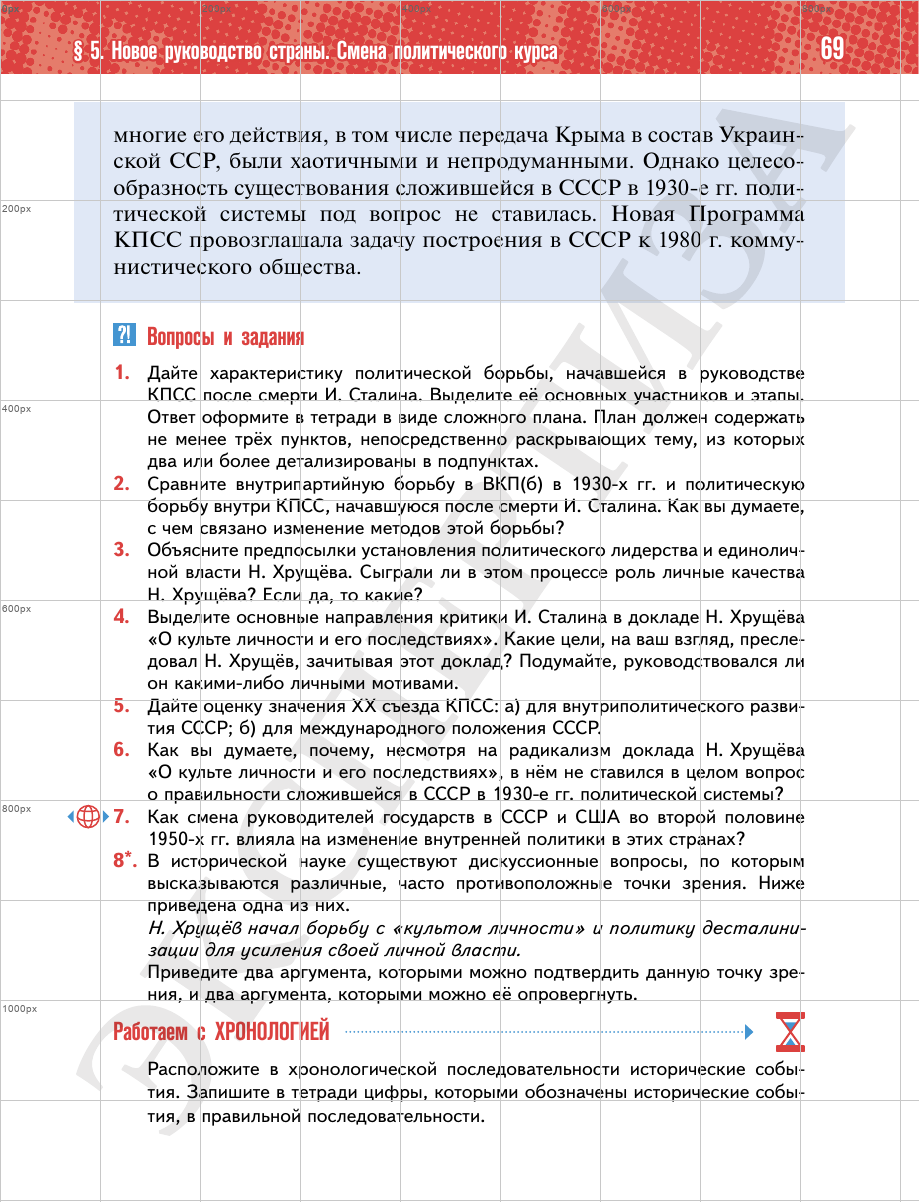 § 5. Новое руководство страны. Смена политического курса 69
многие его действия, в том числе передача Крыма в состав Украин-
ской ССР, были хаотичными и непродуманными. Однако целесо-
образность существования сложившейся в СССР в 1930-е гг. поли-
тической системы под вопрос не ставилась. Новая Программа
КПСС провозглашала задачу построения в СССР к 1980 г. комму-
нистического общества.
?! Вопросы и задания
1. Дайте характеристику политической борьбы, начавшейся в руководстве
КПСС после смерти И. Сталина. Выделите её основных участников и этапы.
Ответ оформите в тетради в виде сложного плана. План должен содержать
не менее трёх пунктов, непосредственно раскрывающих тему, из которых
два или более детализированы в подпунктах.
2. Сравните внутрипартийную борьбу в ВКП(б) в 1930-х гг. и политическую
борьбу внутри КПСС, начавшуюся после смерти И. Сталина. Как вы думаете,
с чем связано изменение методов этой борьбы?
3. Объясните предпосылки установления политического лидерства и единолич-
ной власти Н. Хрущёва. Сыграли ли в этом процессе роль личные качества
Н. Хрущёва? Если да, то какие?
4. Выделите основные направления критики И. Сталина в докладе Н. Хрущёва
«О культе личности и его последствиях». Какие цели, на ваш взгляд, пресле-
довал Н. Хрущёв, зачитывая этот доклад? Подумайте, руководствовался ли
он какими-либо личными мотивами.
5. Дайте оценку значения XX съезда КПСС: а) для внутриполитического разви-
тия СССР; б) для международного положения СССР.
6. Как вы думаете, почему, несмотря на радикализм доклада Н. Хрущёва
«О культе личности и его последствиях», в нём не ставился в целом вопрос
о правильности сложившейся в СССР в 1930-е гг. политической системы?
7. Как смена руководителей государств в СССР и США во второй половине
1950-х гг. влияла на изменение внутренней политики в этих странах?
8*. В исторической науке существуют дискуссионные вопросы, по которым
высказываются различные, часто противоположные точки зрения. Ниже
приведена одна из них.
Н. Хрущёв начал борьбу с «культом личности» и политику десталини-
зации для усиления своей личной власти.
Приведите два аргумента, которыми можно подтвердить данную точку зре-
ния, и два аргумента, которыми можно её опровергнуть.
Работаем с ХРОНОЛОГИЕЙ
Расположите в хронологической последовательности исторические собы-
тия. Запишите в тетради цифры, которыми обозначены исторические собы-
тия, в правильной последовательности.
ЭКСПЕРТИЗА
200px
400px
600px
800px
1000px